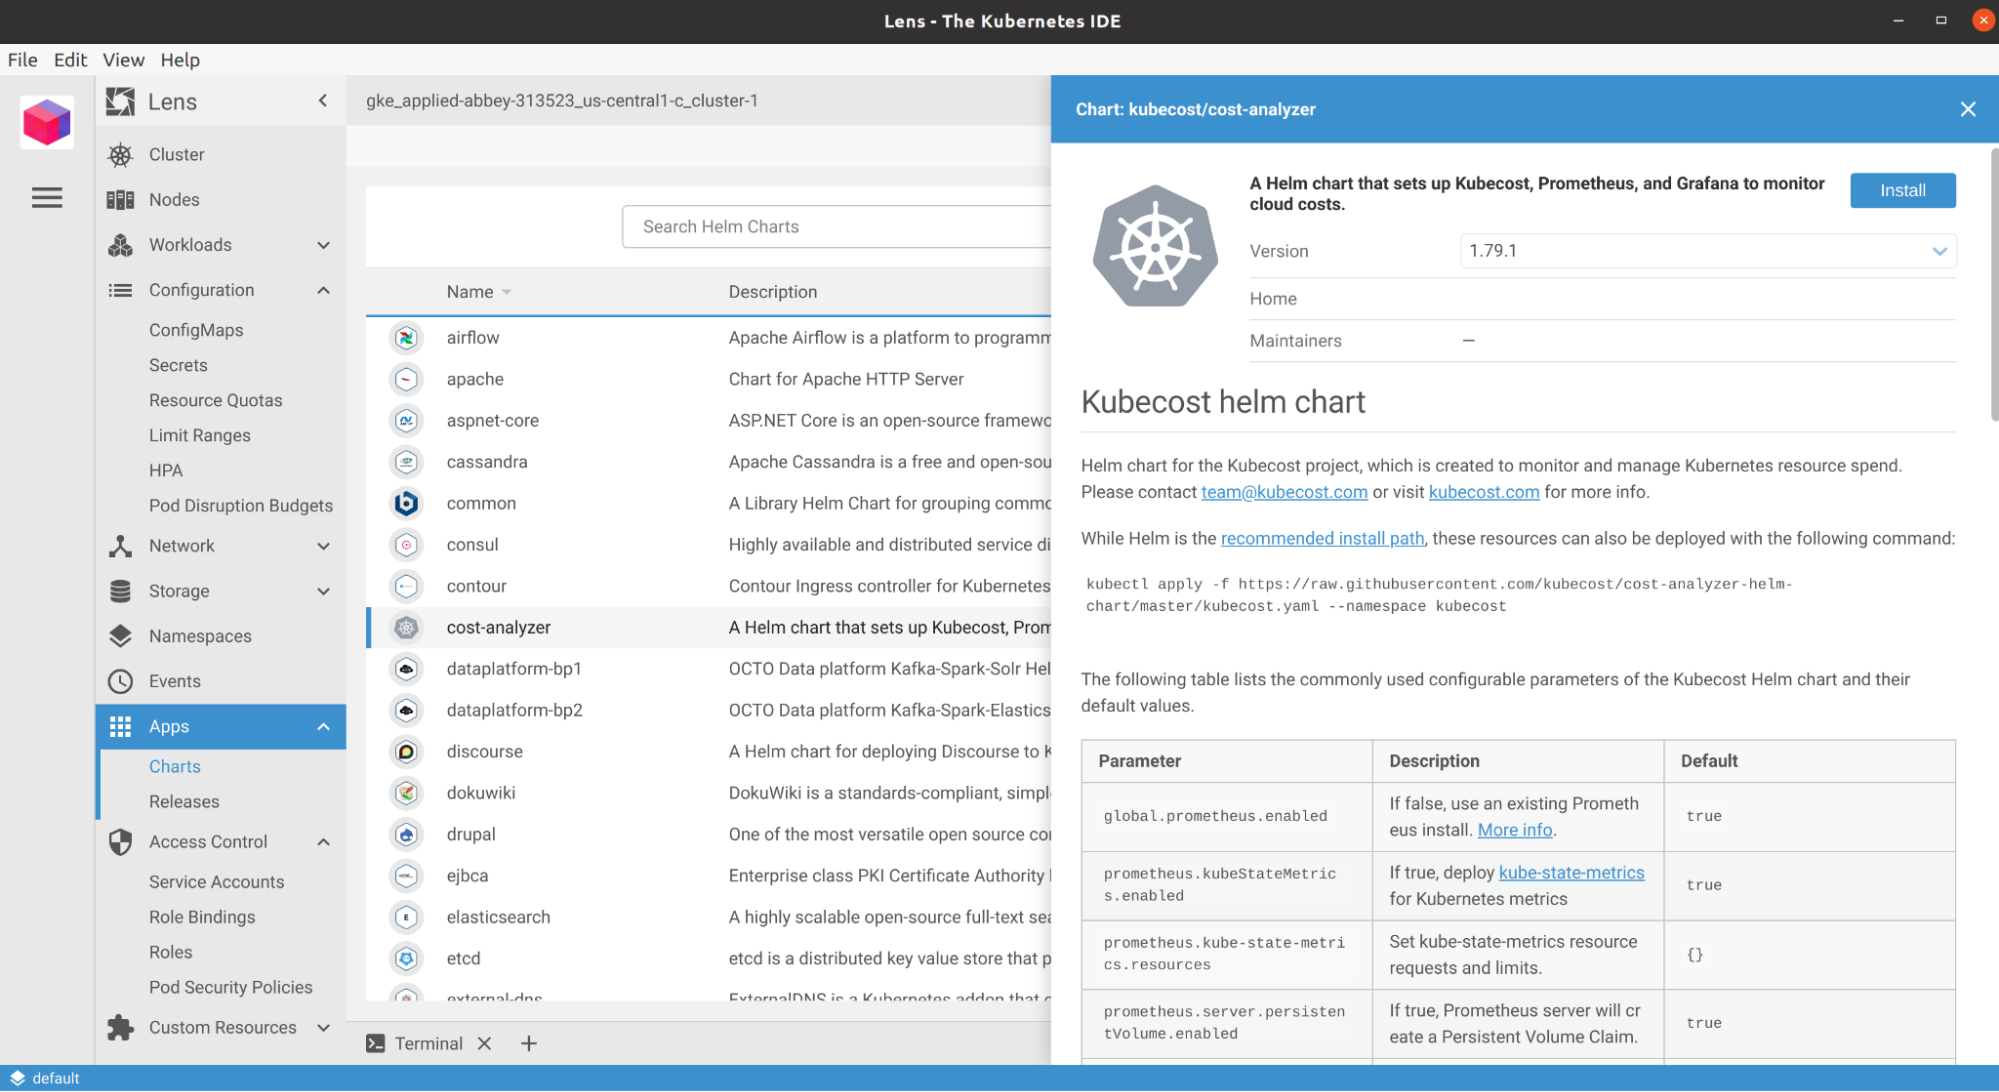 Lens - The Kubernetes IDE
File Edit View Help
Lens
Cluster
Nodes
Workloads
Configuration
ConfigMaps
Secrets
Resource Quotas
Limit Ranges
HPA
Pod Disruption Budgets
Network
Storage
Namespaces
Events
Apps
Charts
Releases
Access Control
Service Accounts
Role Bindings
Roles
Pod Security Policies
Custom Resources
gke_applied-abbey-313523_us-central1-c_cluster-1
Search Helm Charts
Name Description
airflow Apache Airflow is a platform to programm
apache Chart for Apache HTTP Server
aspnet-core ASP.NET Core is an open-source framewo
cassandra Apache Cassandra is a free and open-sou
common A Library Helm Chart for grouping commo
consul Highly available and distributed service di
contour Contour Ingress controller for Kubernetes
cost-analyzer A Helm chart that sets up Kubecost, Prom
dataplatform-bp1 OCTO Data platform Kafka-Spark-Solr Hel
dataplatform-bp2 OCTO Data platform Kafka-Spark-Elastics
discourse A Helm chart for deploying Discourse to K
dokuwiki DokuWiki is a standards-compliant, simpl
drupal One of the most versatile open source co
ejbca Enterprise class PKI Certificate Authority
elasticsearch A highly scalable open-source full-text sea
etcd etcd is a distributed key value store that p
external-dns ExternalDNS is a Kubernetes addon that c
Terminal
Chart: kubecost/cost-analyzer
A Helm chart that sets up Kubecost, Prometheus, and Grafana to monitor
cloud costs.
Install
Version 1.79.1
Home
Maintainers —
Kubecost helm chart
Helm chart for the Kubecost project, which is created to monitor and manage Kubernetes resource spend.
Please contact team@kubecost.com or visit kubecost.com for more info.
While Helm is the recommended install path, these resources can also be deployed with the following command:
kubectl apply -f https://raw.githubusercontent.com/kubecost/cost-analyzer-helm-
chart/master/kubecost.yaml --namespace kubecost
The following table lists the commonly used configurable parameters of the Kubecost Helm chart and their
default values.
Parameter Description Default
global.prometheus.enabled If false, use an existing Prometh
eus install. More info. true
prometheus.kubeStateMetric
s.enabled If true, deploy kube-state-metrics
for Kubernetes metrics true
prometheus.kube-state-metri
cs.resources Set kube-state-metrics resource
requests and limits. {}
prometheus.server.persisten
tVolume.enabled If true, Prometheus server will cr
eate a Persistent Volume Claim. true
default